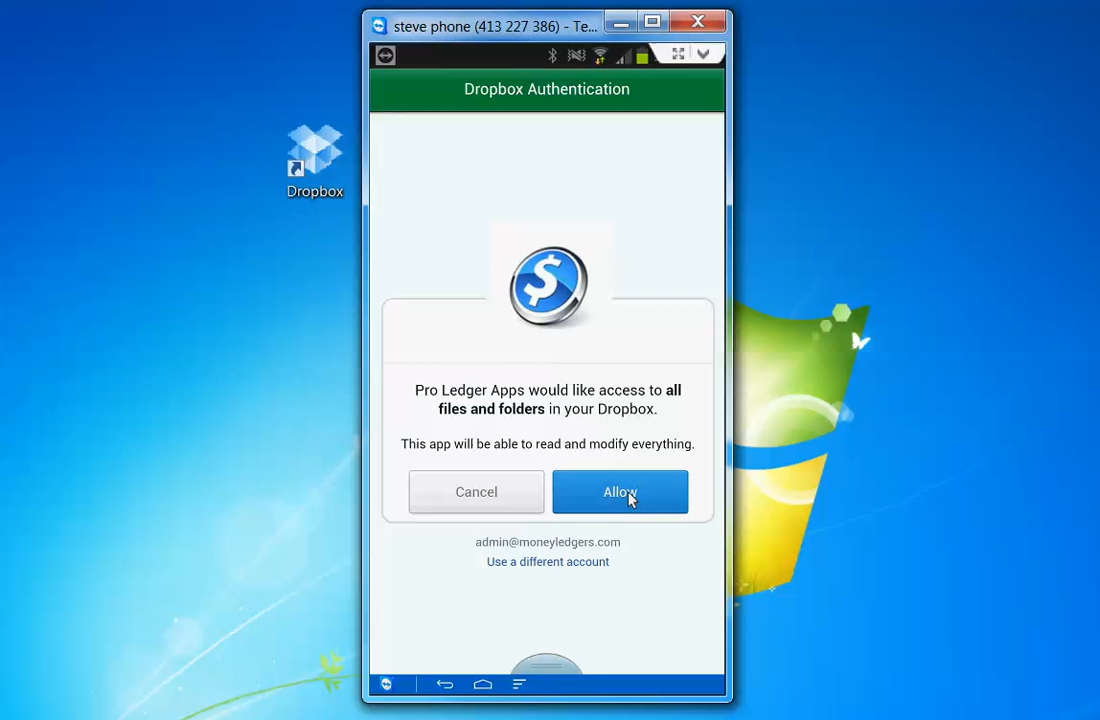 steve phone (413 227 386) - Te...
Dropbox Authentication
Dropbox
$
Pro Ledger Apps would like access to all
files and folders in your Dropbox.
This app will be able to read and modify everything.
Cancel
Allow
admin@moneyledgers.com
Use a different account